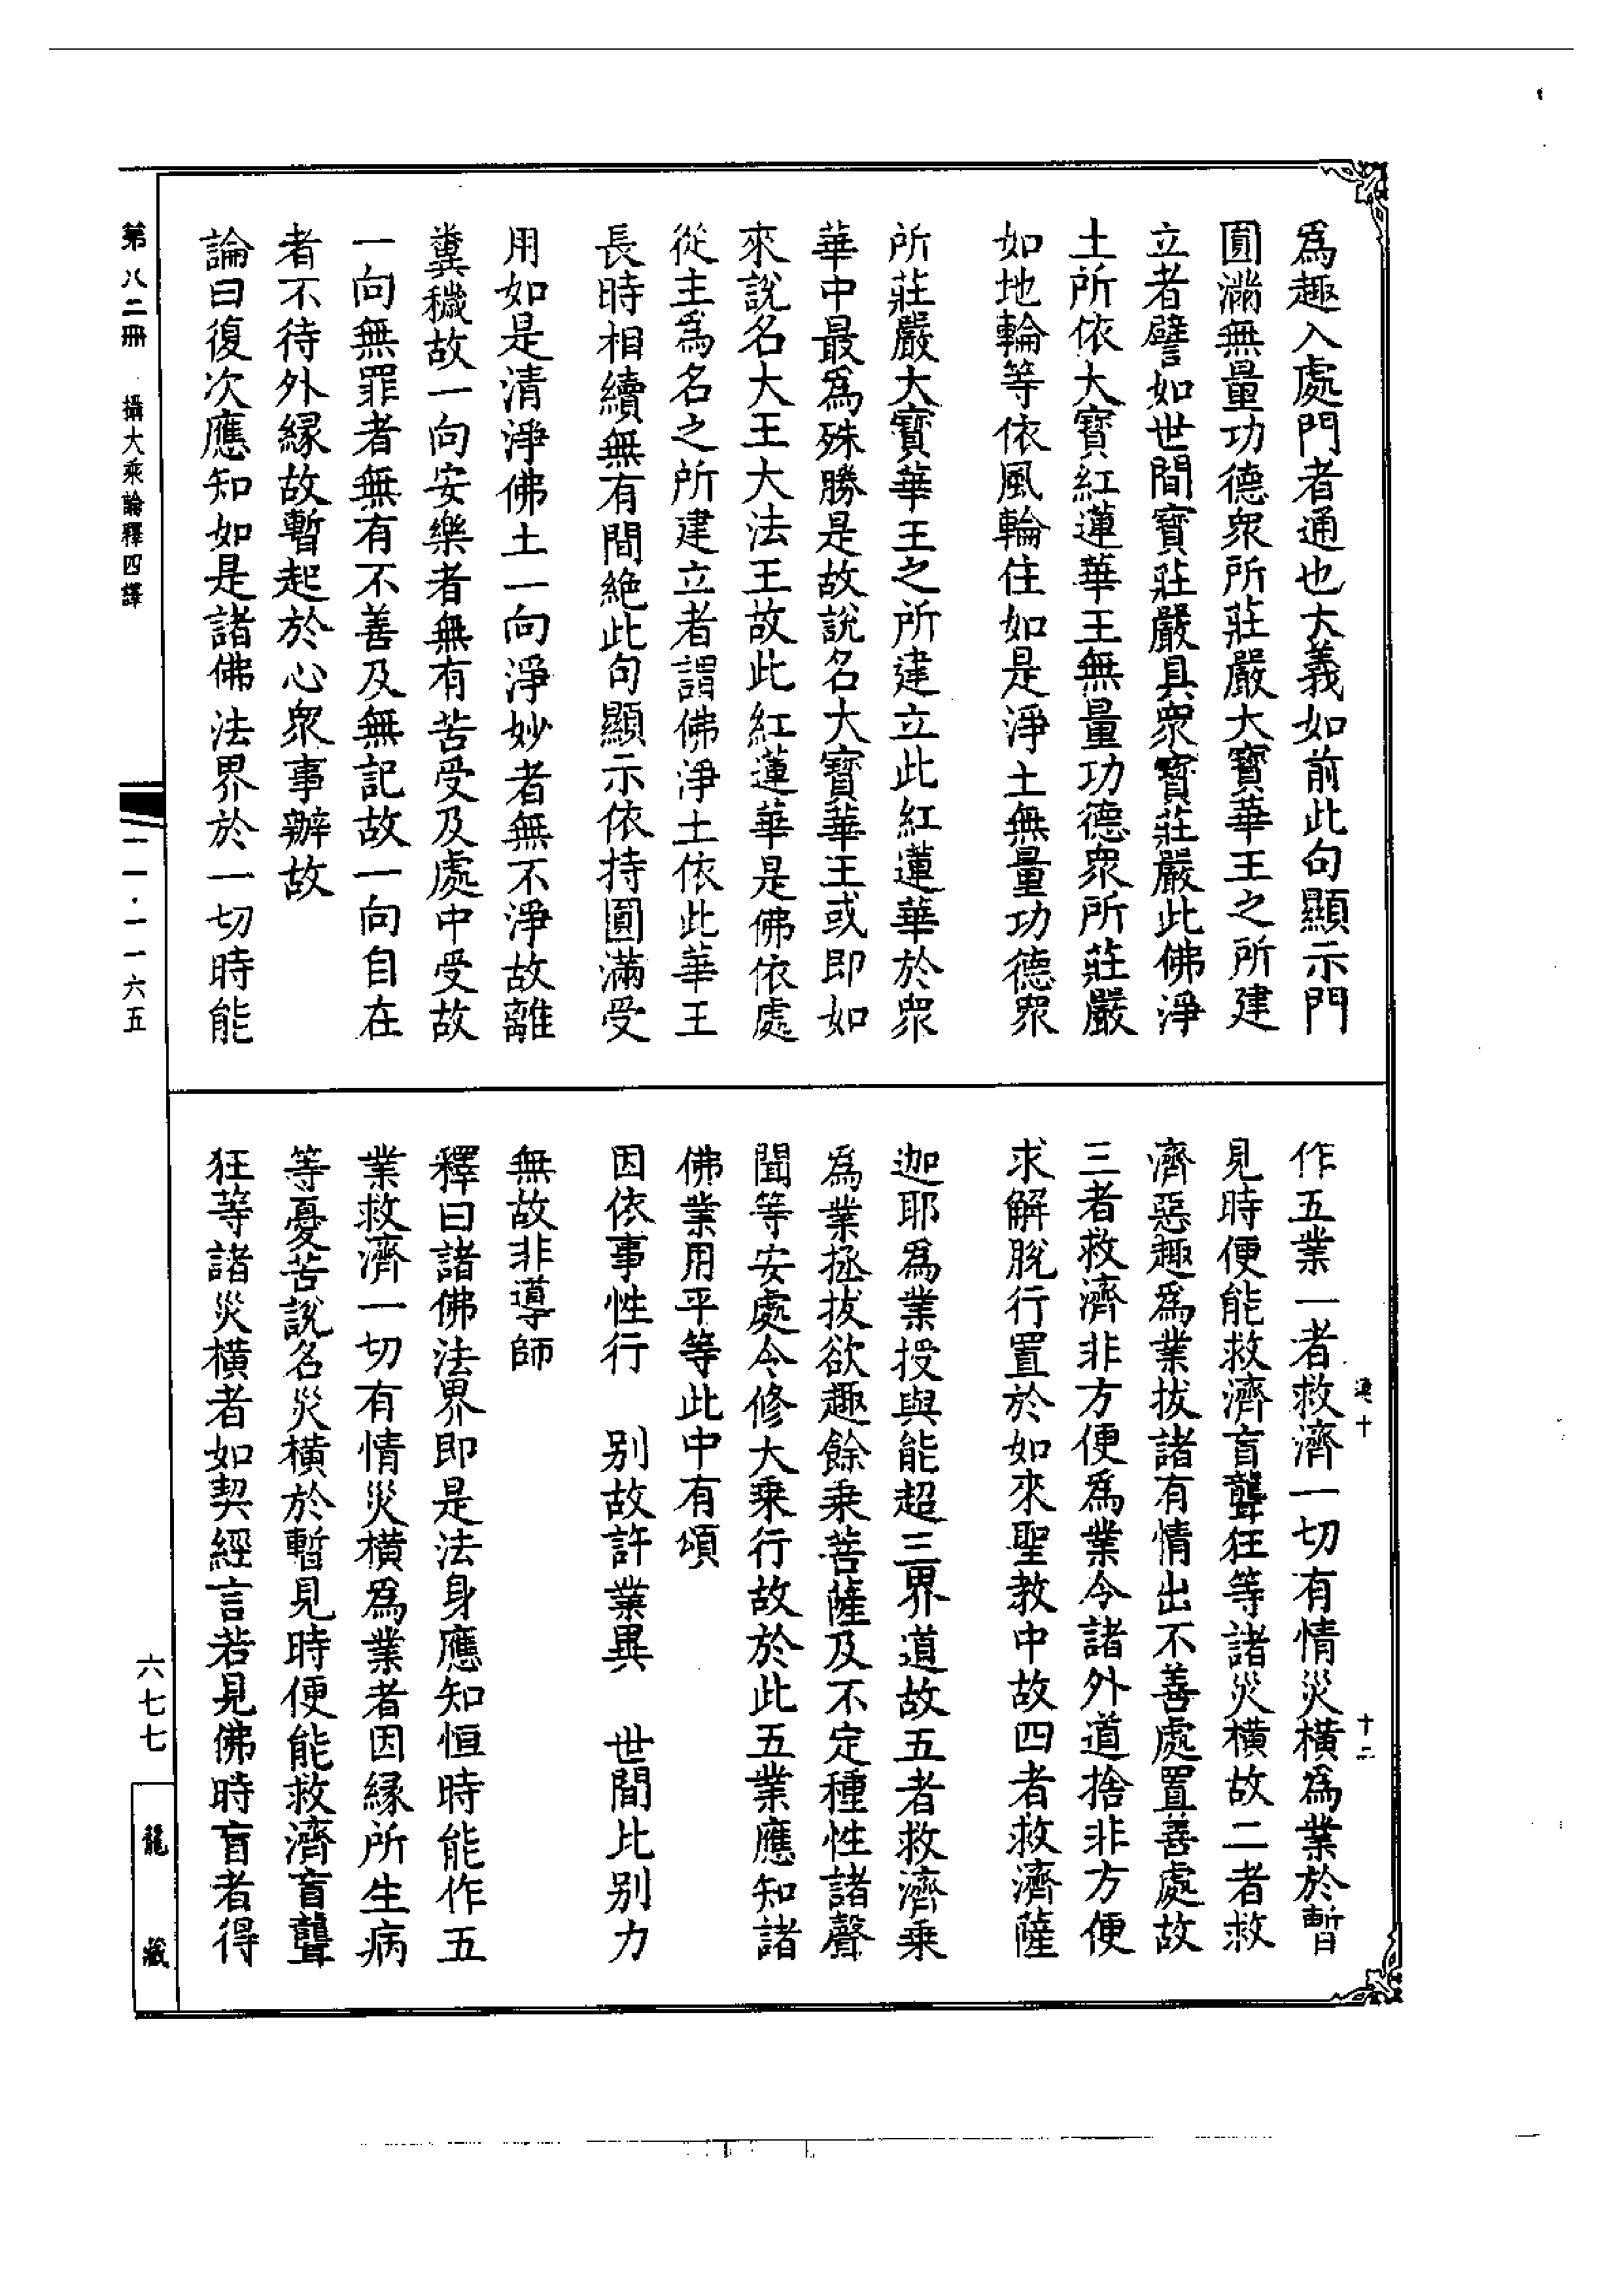 為趣入處門者通也大義如前此句顯示門
圓滿無量功德衆所莊嚴大寶華王之所建
立者譬如世間寶莊嚴具衆寶莊嚴此佛淨
土所依大寶紅蓮華王無量功德衆所莊嚴
如地輪等依風輪住如是淨土無量功德衆
所莊嚴大寶華王之所建立此紅蓮華於衆
華中最為殊勝是故說名大寶華王或即如
來說名大王大法王故此紅蓮華是佛依處
從主為名之所建立者謂佛淨土依此華王
長時相續無有間絶此句顯示依持圓滿受
用如是清淨佛土一向淨妙者無不淨故離
糞穢故一向安樂者無有苦受及處中受故
一向無罪者無有不善及無記故一向自在
者不待外緣故暫起於心衆事辦故
論曰復次應知如是諸佛法界於一切時能
作五業一者救濟一切有情災橫為業於暫
見時便能救濟盲聾狂等諸災橫故二者救
濟惡趣為業拔諸有情出不善處置善處故
三者救濟非方便為業令諸外道捨非方便
求解脫行置於如來聖教中故四者救濟薩
迦耶為業授與能超三界道故五者救濟乗
為業拯拔欲趣餘乗菩薩及不定種性諸聲
聞等安處令修大乗行故於此五業應知諸
佛業用平等此中有頌
因依事性行　別故許業異　世間比別力
無故非導師
釋曰諸佛法界即是法身應知恒時能作五
業救濟一切有情災橫為業者因緣所生病
等憂苦說名災橫於暫見時便能救濟盲聾
狂等諸災橫者如契經言若見佛時盲者得
十二
第八二冊　攝大乘論釋四譯
一一·一一六五
六七七
龍藏